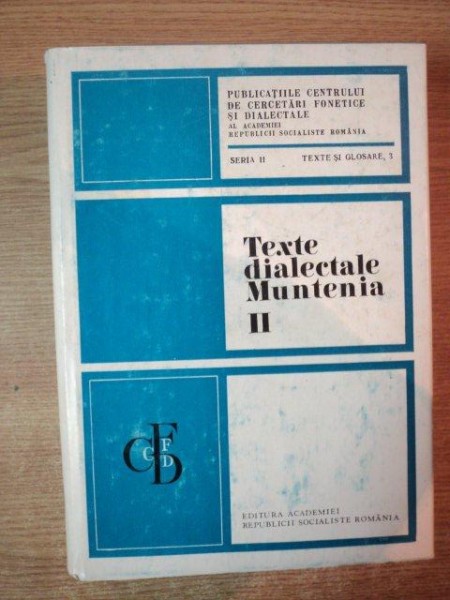 PUBLICAȚIILE CENTRULUI
DE CERCETĂRI FONETICE
ȘI DIALECTALE
AL ACADEMIEI
REPUBLICII SOCIALISTE ROMÂNIA
SERIA II TEXTE ȘI GLOSARE, 3
Texte
dialectale
Muntenia
II
CCFD
EDITURA ACADEMIEI
REPUBLICII SOCIALISTE ROMÂNIA